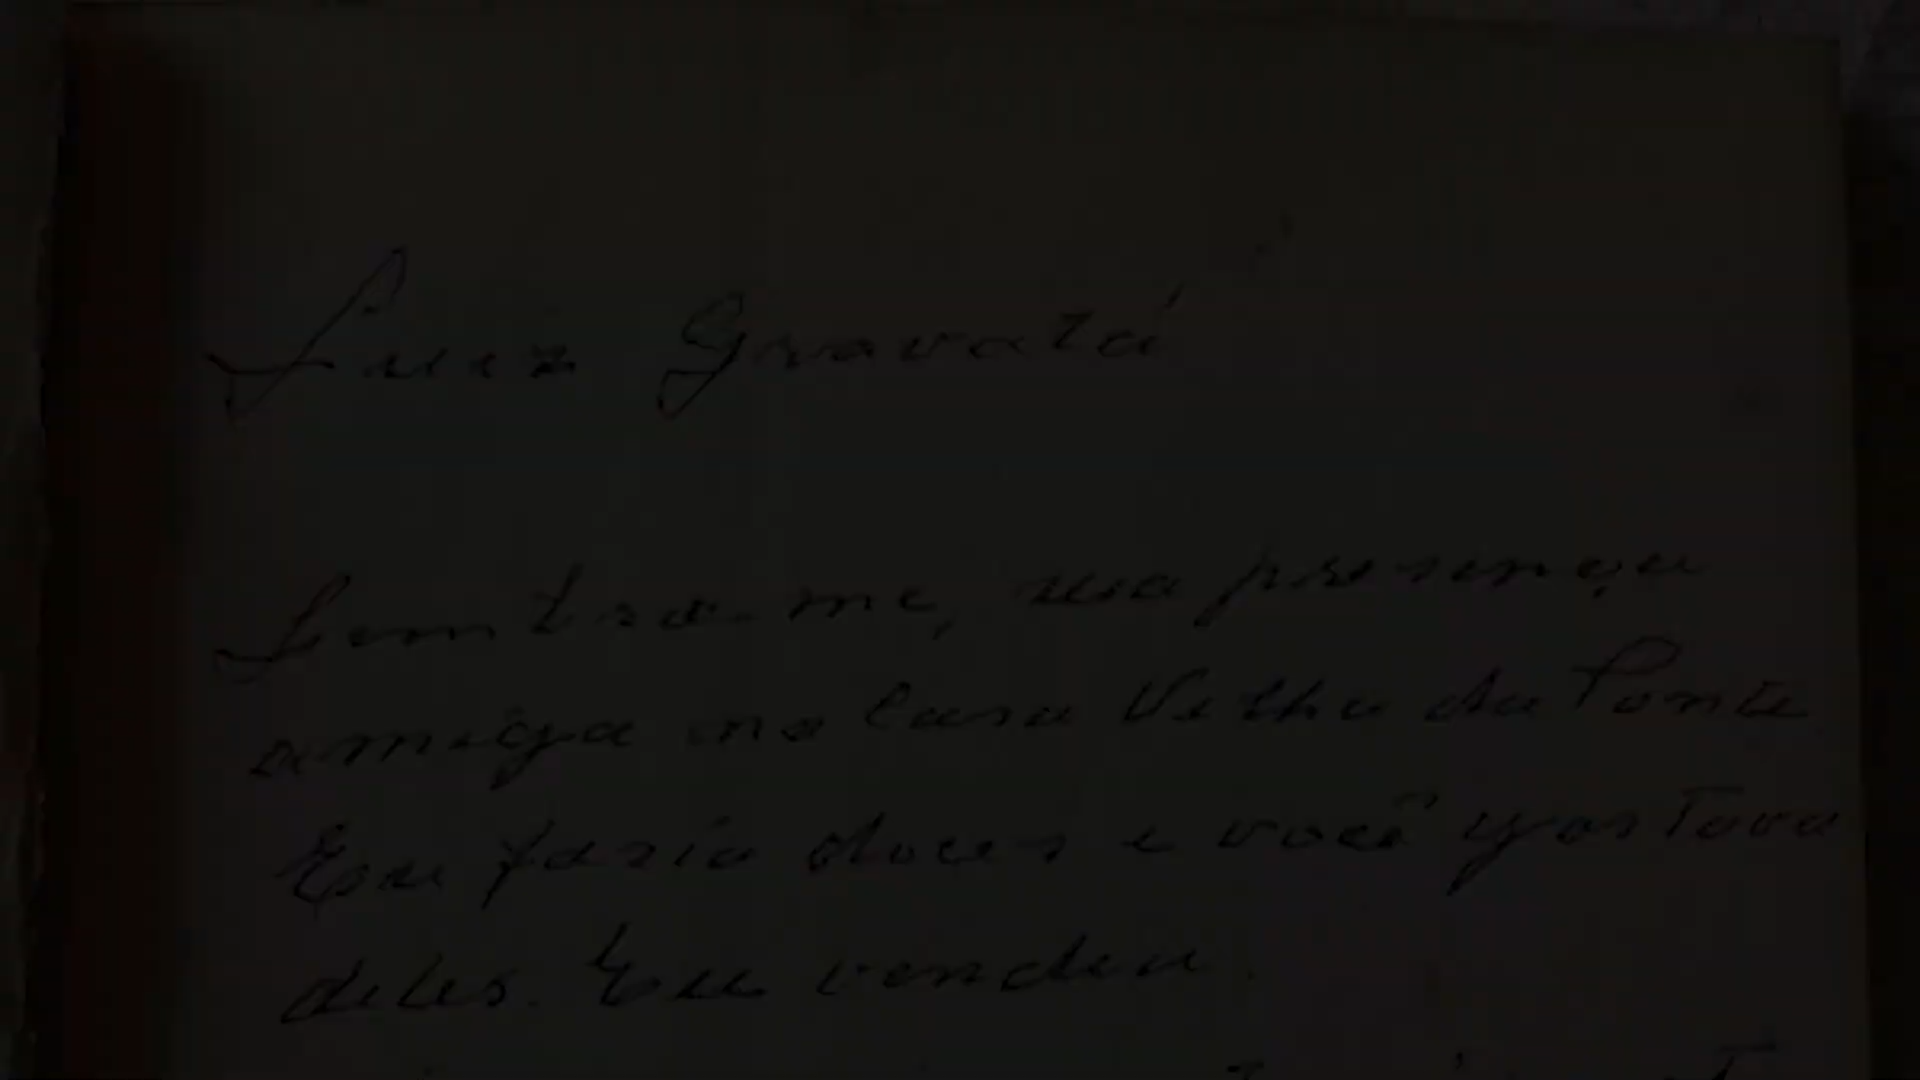 Luiz Gravatá
Lembra-me, sua presença
amiga na Casa Velha da Ponte
Eu fazia doces e você gostava
deles. Eu vendia.